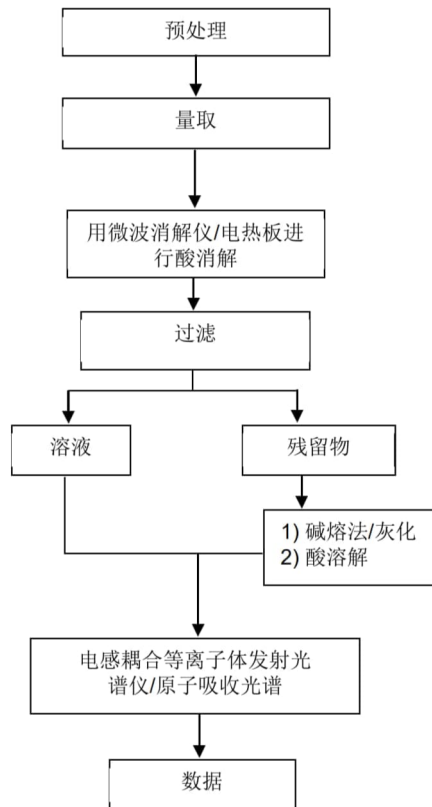 预处理
量取
用微波消解仪/电热板进
行酸消解
过滤
溶液
残留物
1) 碱熔法/灰化
2) 酸溶解
电感耦合等离子体发射光
谱仪/原子吸收光谱
数据